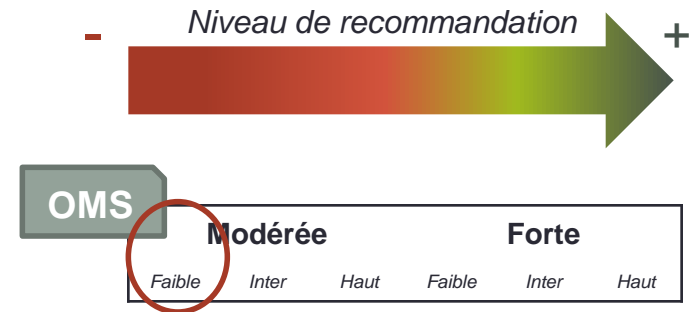 Niveau de recommandation
- +
OMS
Modérée Forte
Faible Inter Haut Faible Inter Haut